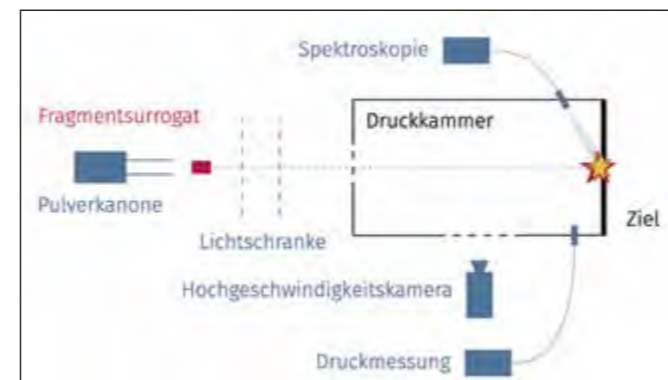 Spektroskopie
Fragmentsurrogat
Druckkammer
Pulverkanone
Ziel
Lichtschranke
Hochgeschwindigkeitskamera
Druckmessung